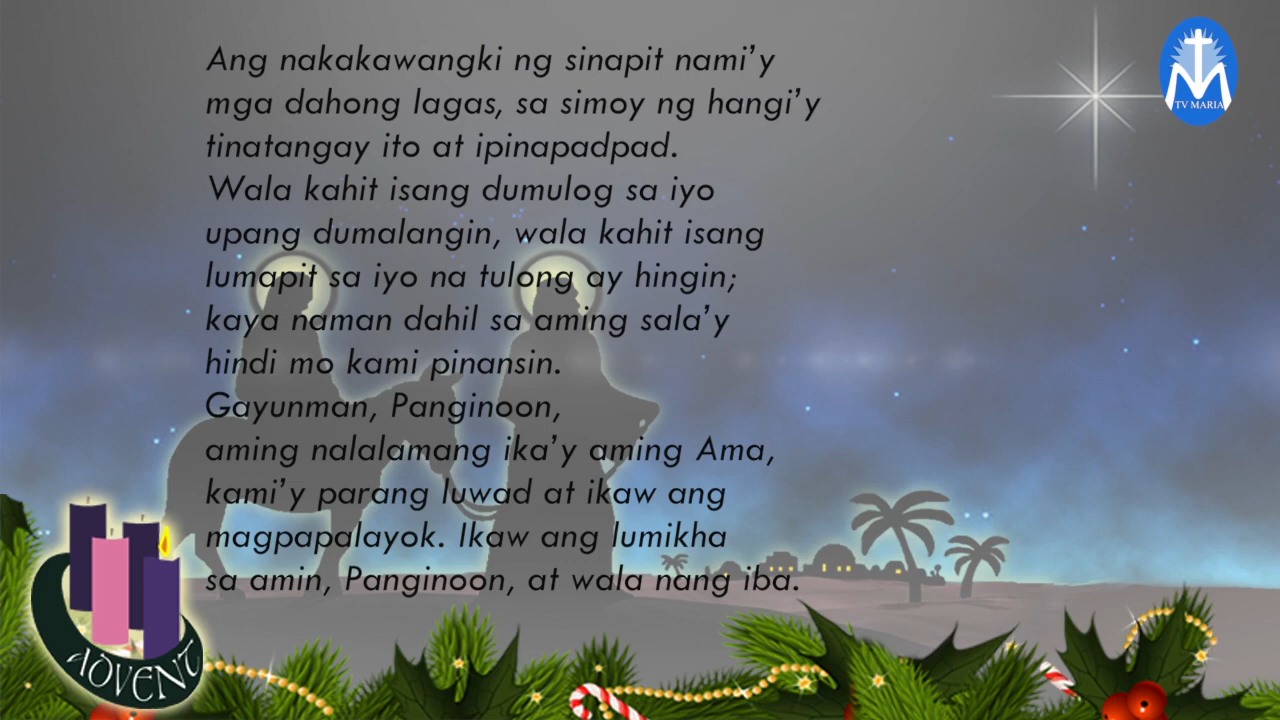 Ang nakakawangki ng sinapit nami’y
mga dahong lagas, sa simoy ng hangi’y
tinatangay ito at ipinapadpad.
Wala kahit isang dumulog sa iyo
upang dumalangin, wala kahit isang
lumapit sa iyo na tulong ay hingin;
kaya naman dahil sa aming sala’y
hindi mo kami pinansin.
Gayunman, Panginoon,
aming nalalamang ika’y aming Ama,
kami’y parang luwad at ikaw ang
magpapalayok. Ikaw ang lumikha
sa amin, Panginoon, at wala nang iba.
TV MARIA
ADVENT